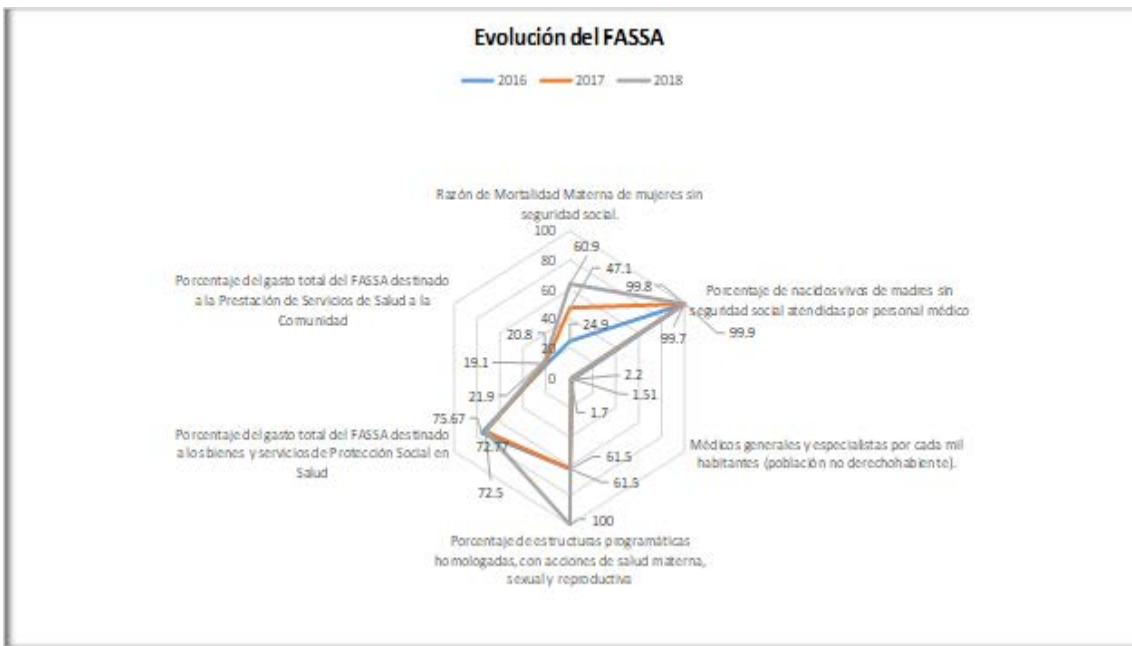 Evolución del FASSA
2016 2017 2018
Razón de Mortalidad Materna de mujeres sin
seguridad social.
100
60.9
80
47.1
60
99.8
Porcentaje de nacidos vivos de madres sin
seguridad social atendidas por personal médico
Porcentaje del gasto total del FASSA destinado
a la Prestación de Servicios de Salud a la
Comunidad
40
24.9
99.7
99.9
20.8
20
19.1
0
2.2
1.51
21.9
1.7
75.67
Porcentaje del gasto total del FASSA destinado
a los bienes y servicios de Protección Social en
Salud
72.77
72.5
Médicos generales y especialistas por cada mil
habitantes (población no derechohabiente).
61.5
61.5
100
Porcentaje de estructuras programáticas
homologadas, con acciones de salud materna,
sexual y reproductiva